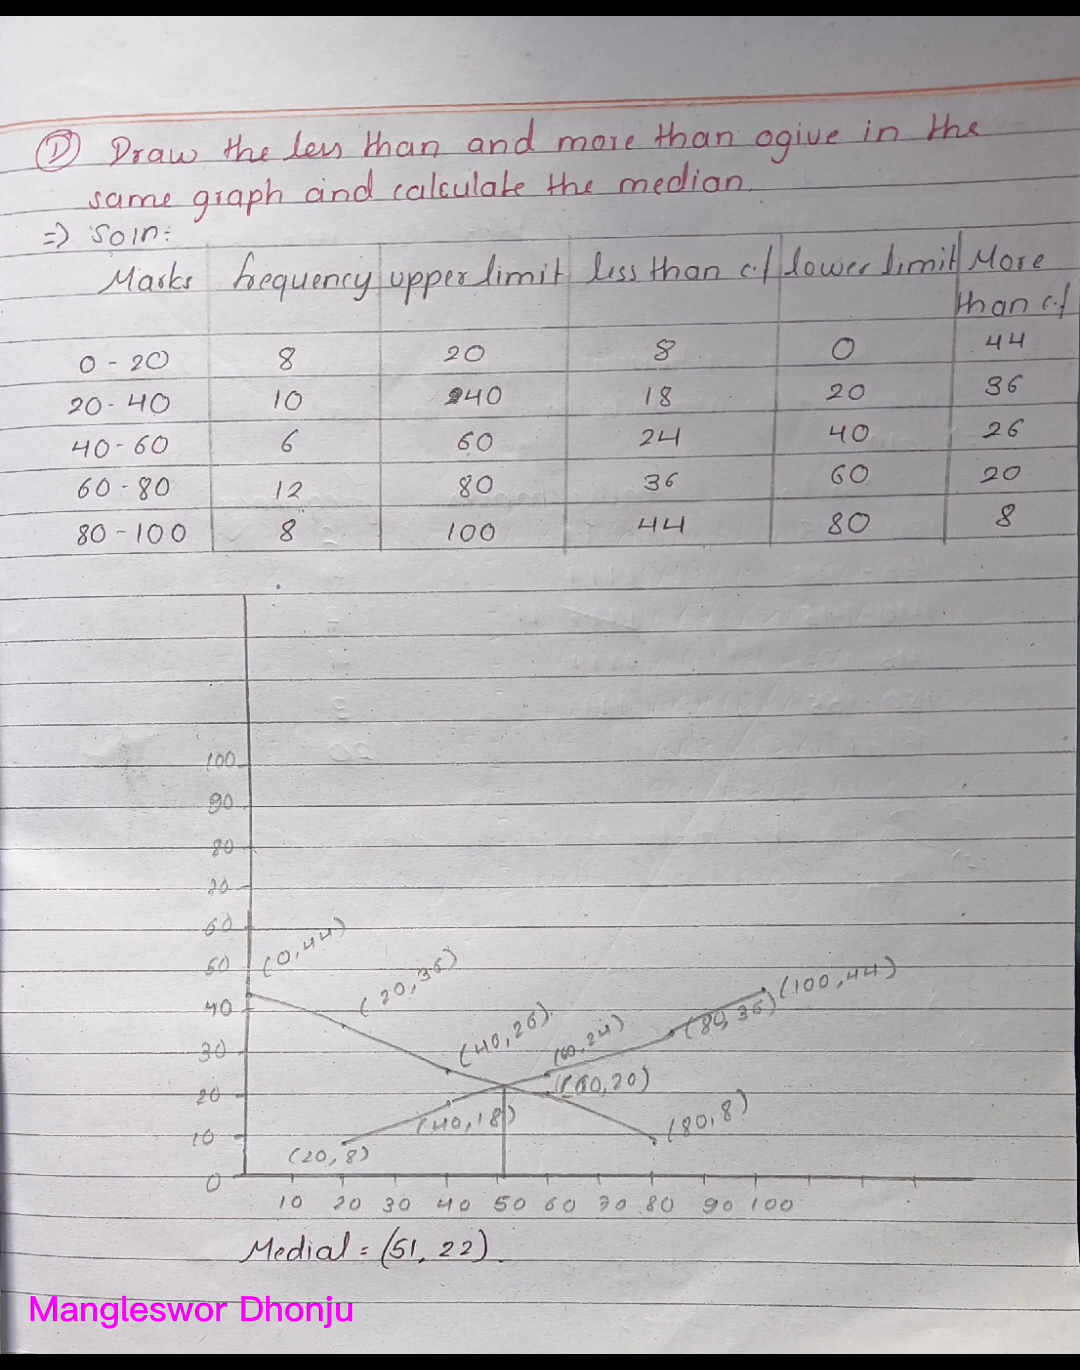 ① Draw the less than and more than ogive in the
same graph and calculate the median.
=) Soln:
Marks frequency upper limit less than c.f lower limit More than c.f
0 - 20 8 20 8 0 44
20 - 40 10 40 18 20 36
40 - 60 6 60 24 40 26
60 - 80 12 80 36 60 20
80 - 100 8 100 44 80 8
100
90
80
70
60
50
40
30
20
10
0
(0,44)
(20,36)
(40,26)
(60,24)
(80,36)
(100,44)
(60,20)
(40,18)
(80,8)
(20,8)
10 20 30 40 50 60 70 80 90 100
Medial = (51, 22).
Mangleswor Dhonju